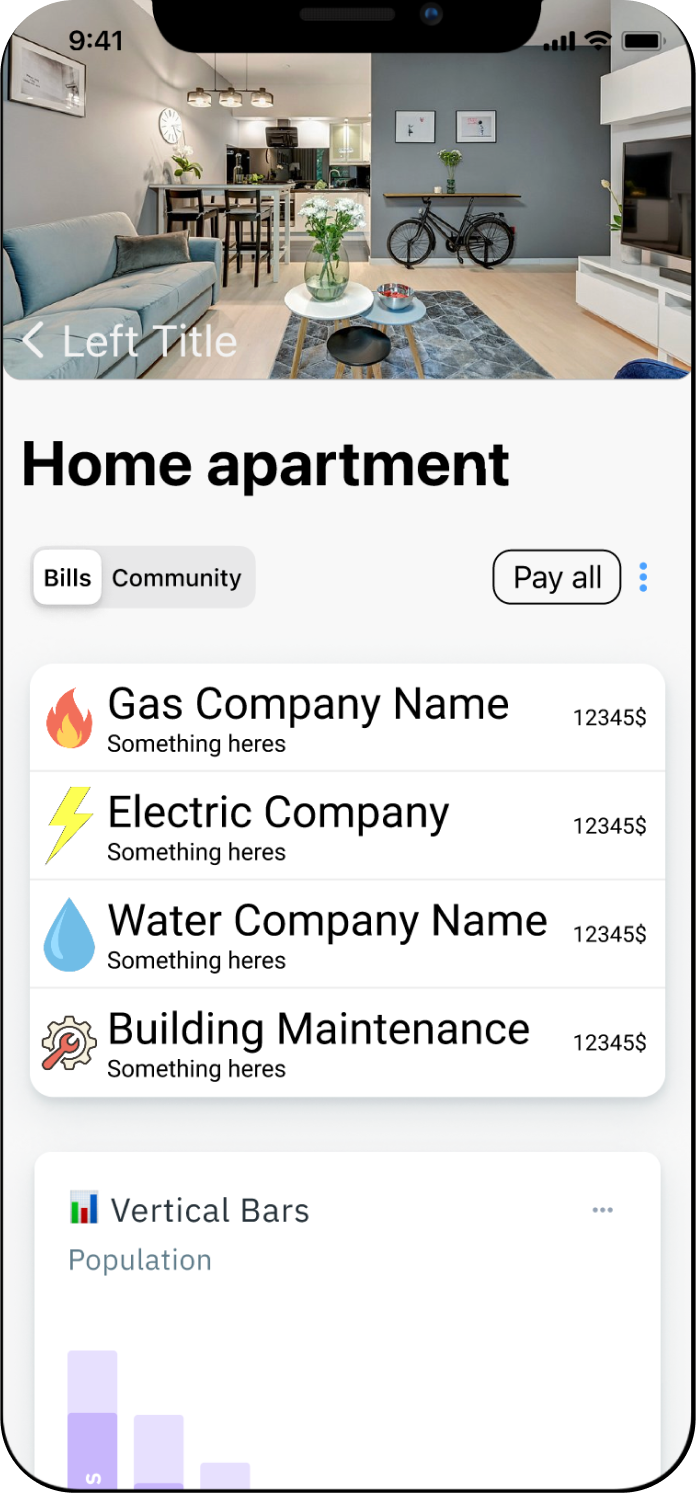 9:41
Left Title
Home apartment
Bills Community Pay all
Gas Company Name
Something heres
12345$
Electric Company
Something heres
12345$
Water Company Name
Something heres
12345$
Building Maintenance
Something heres
12345$
Vertical Bars
Population